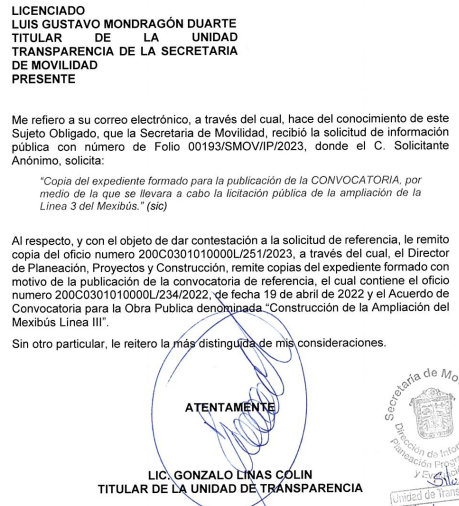 LICENCIADO
LUIS GUSTAVO MONDRAGÓN DUARTE
TITULAR DE LA UNIDAD
TRANSPARENCIA DE LA SECRETARIA
DE MOVILIDAD
PRESENTE
Me refiero a su correo electrónico, a través del cual, hace del conocimiento de este
Sujeto Obligado, que la Secretaria de Movilidad, recibió la solicitud de información
pública con número de Folio 00193/SMOV/IP/2023, donde el C. Solicitante
Anónimo, solicita:
“Copia del expediente formado para la publicación de la CONVOCATORIA, por
medio de la que se llevara a cabo la licitación pública de la ampliación de la
Línea 3 del Mexibús.” (sic)
Al respecto, y con el objeto de dar contestación a la solicitud de referencia, le remito
copia del oficio numero 200C0301010000L/251/2023, a través del cual, el Director
de Planeación, Proyectos y Construcción, remite copias del expediente formado con
motivo de la publicación de la convocatoria de referencia, el cual contiene el oficio
numero 200C0301010000L/234/2022, de fecha 19 de abril de 2022 y el Acuerdo de
Convocatoria para la Obra Publica denominada “Construcción de la Ampliación del
Mexibús Línea III”.
Sin otro particular, le reitero la más distinguida de mis consideraciones.
ATENTAMENTE
LIC. GONZALO LINAS COLIN
TITULAR DE LA UNIDAD DE TRANSPARENCIA
Secretaria de Mo
Dirección de Infor
Planeación Progr
Unidad de Trans